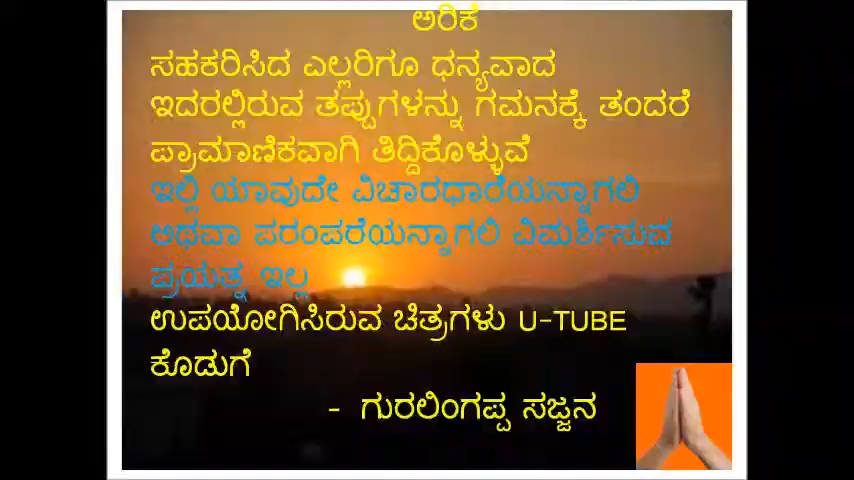 ಅರಿಕೆ
ಸಹಕರಿಸಿದ ಎಲ್ಲರಿಗೂ ಧನ್ಯವಾದ
ಇದರಲ್ಲಿರುವ ತಪ್ಪುಗಳನ್ನು ಗಮನಕ್ಕೆ ತಂದರೆ
ಪ್ರಾಮಾಣಿಕವಾಗಿ ತಿದ್ದಿಕೊಳ್ಳುವೆ
ಇಲ್ಲಿ ಯಾವುದೇ ವಿಚಾರಧಾರೆಯನ್ನಾಗಲಿ
ಅಥವಾ ಪರಂಪರೆಯನ್ನಾಗಲಿ ವಿಮರ್ಶಿಸುವ
ಪ್ರಯತ್ನ ಇಲ್ಲ
ಉಪಯೋಗಿಸಿರುವ ಚಿತ್ರಗಳು U-TUBE
ಕೊಡುಗೆ
- ಗುರಲಿಂಗಪ್ಪ ಸಜ್ಜನ